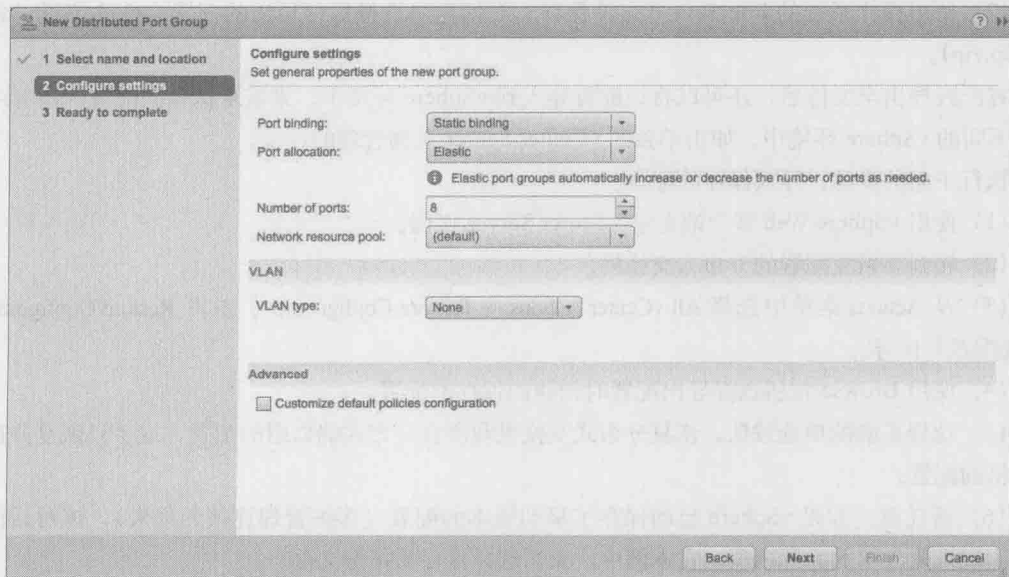 New Distributed Port Group
1 Select name and location
2 Configure settings
3 Ready to complete
Configure settings
Set general properties of the new port group.
Port binding: Static binding
Port allocation: Elastic
Elastic port groups automatically increase or decrease the number of ports as needed.
Number of ports: 8
Network resource pool: (default)
VLAN
VLAN type: None
Advanced
Customize default policies configuration
Back Next Finish Cancel